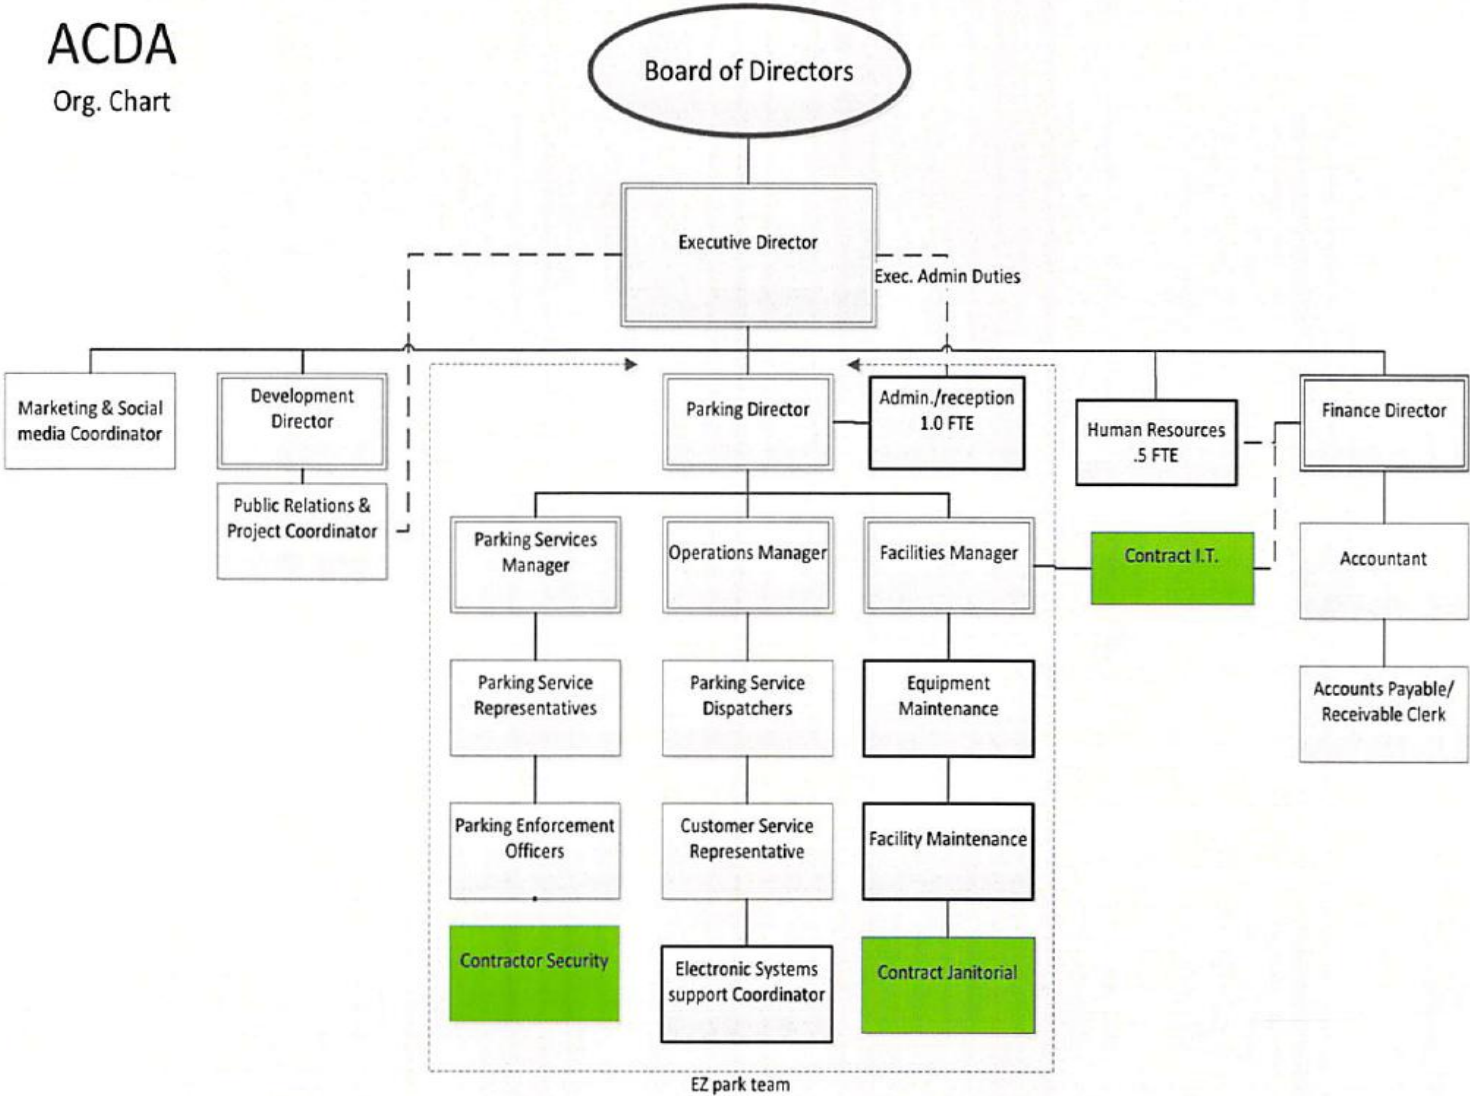 ACDA
Org. Chart
Board of Directors
Executive Director
Exec. Admin Duties
Marketing & Social
media Coordinator
Development
Director
Parking Director
Admin./reception
1.0 FTE
Human Resources
.5 FTE
Finance Director
Public Relations &
Project Coordinator
Parking Services
Manager
Operations Manager
Facilities Manager
Contract I.T.
Accountant
Parking Service
Representatives
Parking Service
Dispatchers
Equipment
Maintenance
Accounts Payable/
Receivable Clerk
Parking Enforcement
Officers
Customer Service
Representative
Facility Maintenance
Contractor Security
Electronic Systems
support Coordinator
Contract Janitorial
EZ park team